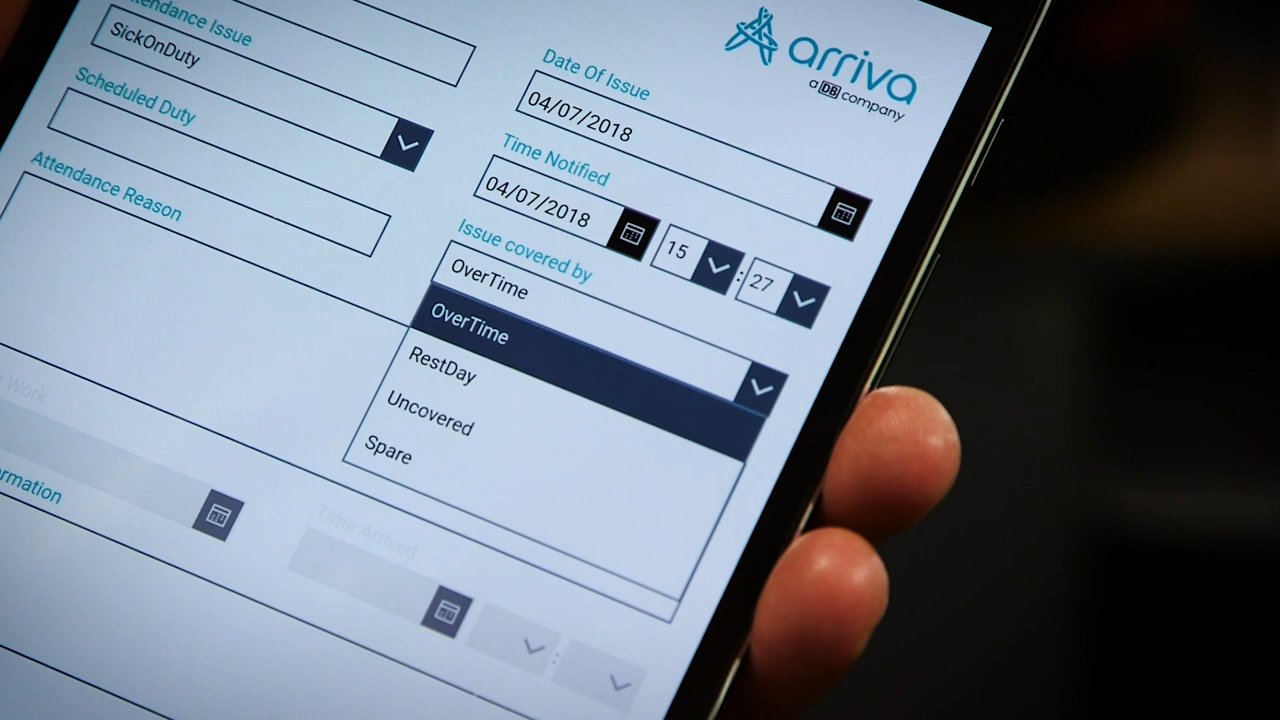 arriva
a DB company
endance Issue
SickOnDuty
Scheduled Duty
Attendance Reason
Date Of Issue
04/07/2018
Time Notified
04/07/2018
15
:
27
Issue covered by
OverTime
OverTime
RestDay
Uncovered
Spare
Work
ormation
Time Arrived
: